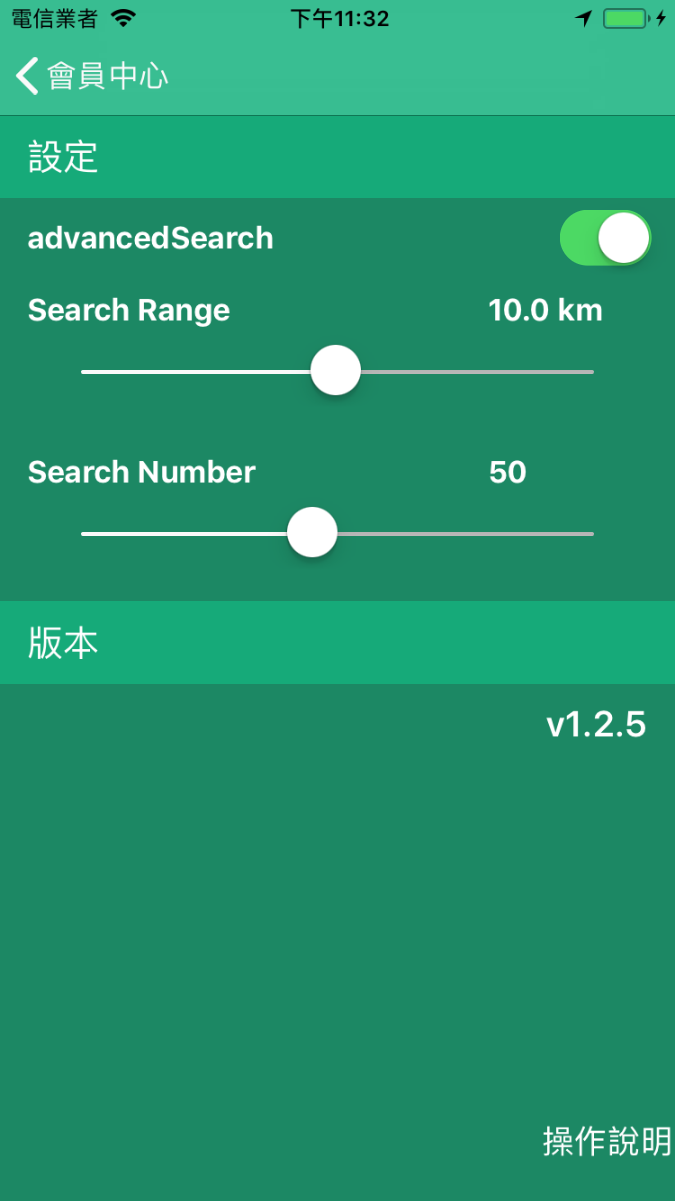 電信業者 下午11:32
會員中心
設定
advancedSearch
Search Range 10.0 km
Search Number 50
版本
v1.2.5
操作說明